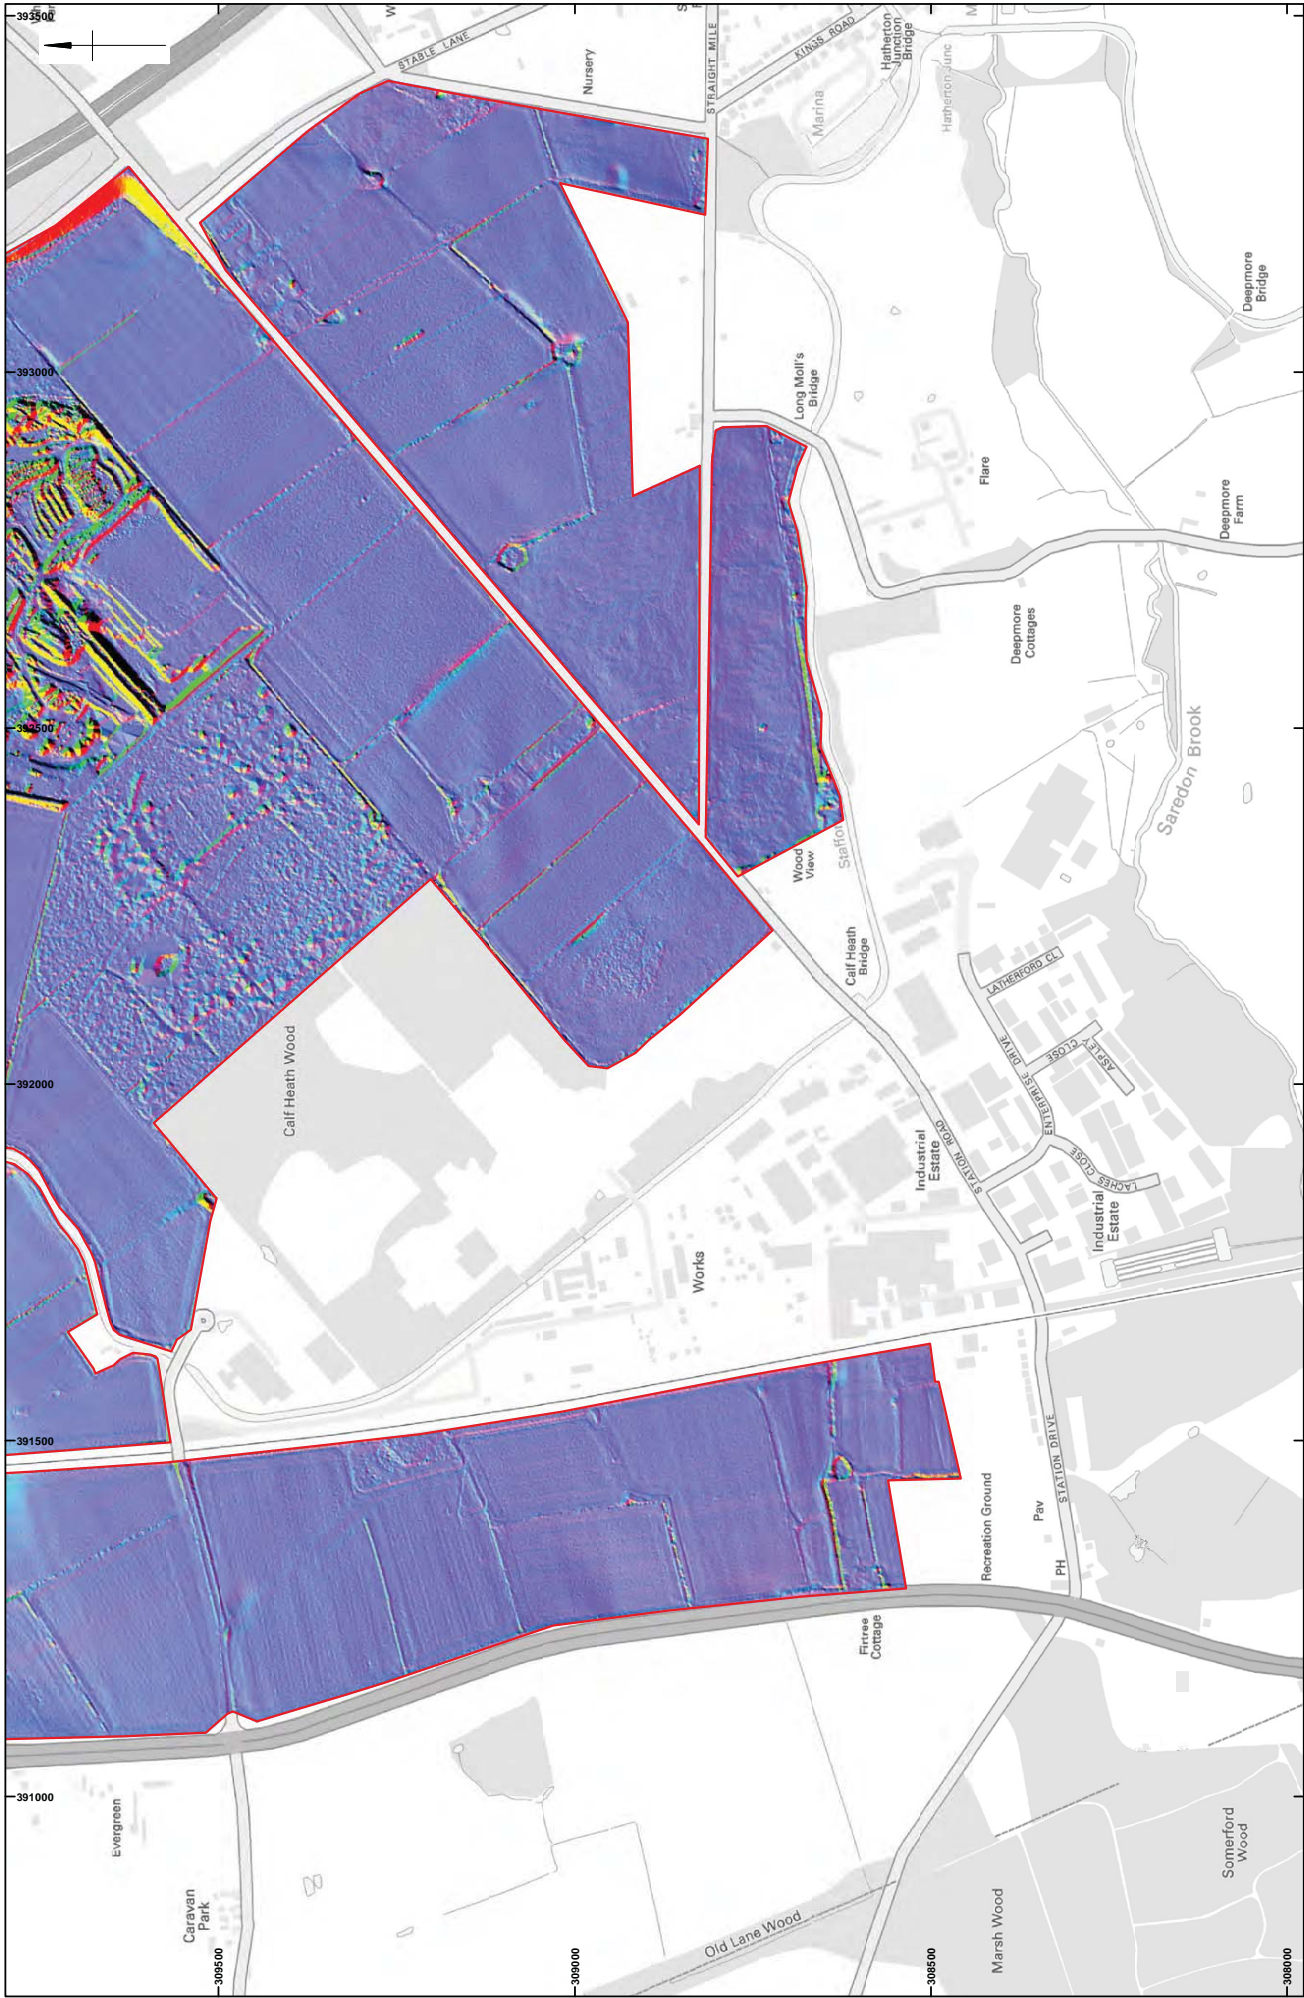 393500
393000
392500
392000
391500
391000
309500
309000
308500
308000
STABLE LANE
Nursery
STRAIGHT MILE
KINGS ROAD
Hatherton
Junction
Bridge
Marina
Hatherton Junc
Long Moll's
Bridge
Deepmore
Bridge
Flare
Deepmore
Farm
Deepmore
Cottages
Saredon Brook
Wood
View
Calf Heath
Bridge
LATHERFORD CL
ENTERPRISE DRIVE
ASPLEY
CLOSE
LACHES CLOSE
STATION ROAD
Industrial
Estate
Industrial
Estate
Calf Heath Wood
Works
Recreation Ground
Pav
STATION DRIVE
PH
Firtree
Cottage
Evergreen
Caravan
Park
Old Lane Wood
Marsh Wood
Somerford
Wood